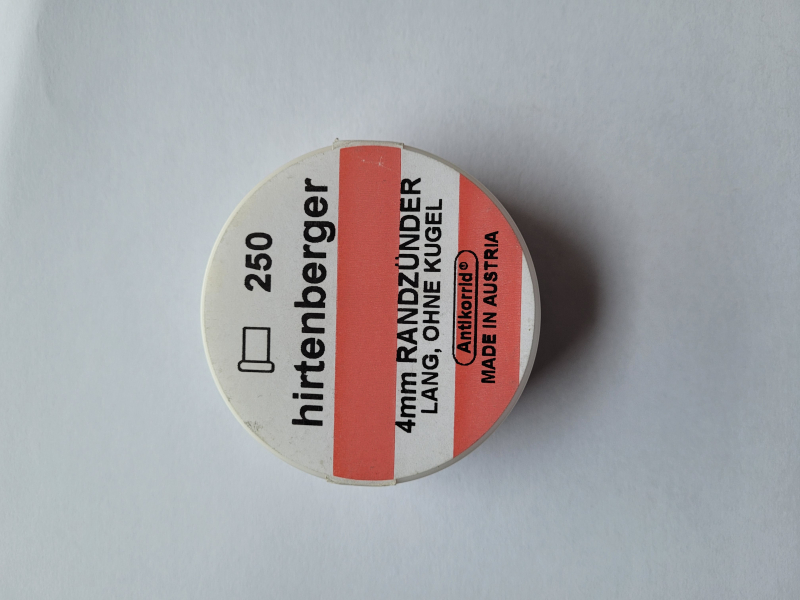 250
hirtenberger
4mm RANDZÜNDER
LANG, OHNE KUGEL
Antikorrid®
MADE IN AUSTRIA